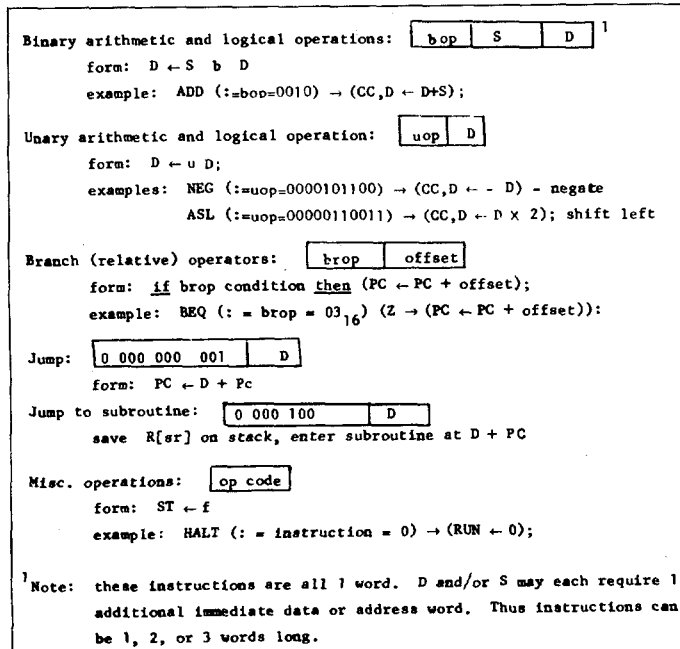 Binary arithmetic and logical operations: bop S D 1
form: D ← S b D
example: ADD (:=bop=0010) → (CC,D ← D+S);
Unary arithmetic and logical operation: uop D
form: D ← u D;
examples: NEG (:=uop=0000101100) → (CC,D ← - D) - negate
ASL (:=uop=00000110011) → (CC,D ← D X 2); shift left
Branch (relative) operators: brop offset
form: if brop condition then (PC ← PC + offset);
example: BEQ (: = brop = 03₁₆) (Z → (PC ← PC + offset)):
Jump: 0 000 000 001 D
form: PC ← D + Pc
Jump to subroutine: 0 000 100 D
save R[sr] on stack, enter subroutine at D + PC
Misc. operations: op code
form: ST ← f
example: HALT (: = instruction = 0) → (RUN ← 0);
1Note: these instructions are all 1 word. D and/or S may each require 1
additional immediate data or address word. Thus instructions can
be 1, 2, or 3 words long.